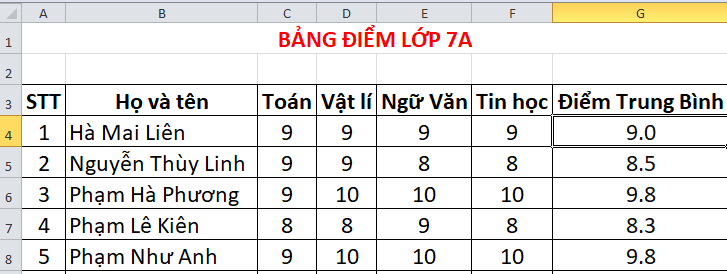 A B C D E F G
1 BẢNG ĐIỂM LỚP 7A
2
3 STT Họ và tên Toán Vật lí Ngữ Văn Tin học Điểm Trung Bình
4 1 Hà Mai Liên 9 9 9 9 9.0
5 2 Nguyễn Thùy Linh 9 9 8 8 8.5
6 3 Phạm Hà Phương 9 10 10 10 9.8
7 4 Phạm Lê Kiên 8 8 9 8 8.3
8 5 Phạm Như Anh 9 10 10 10 9.8